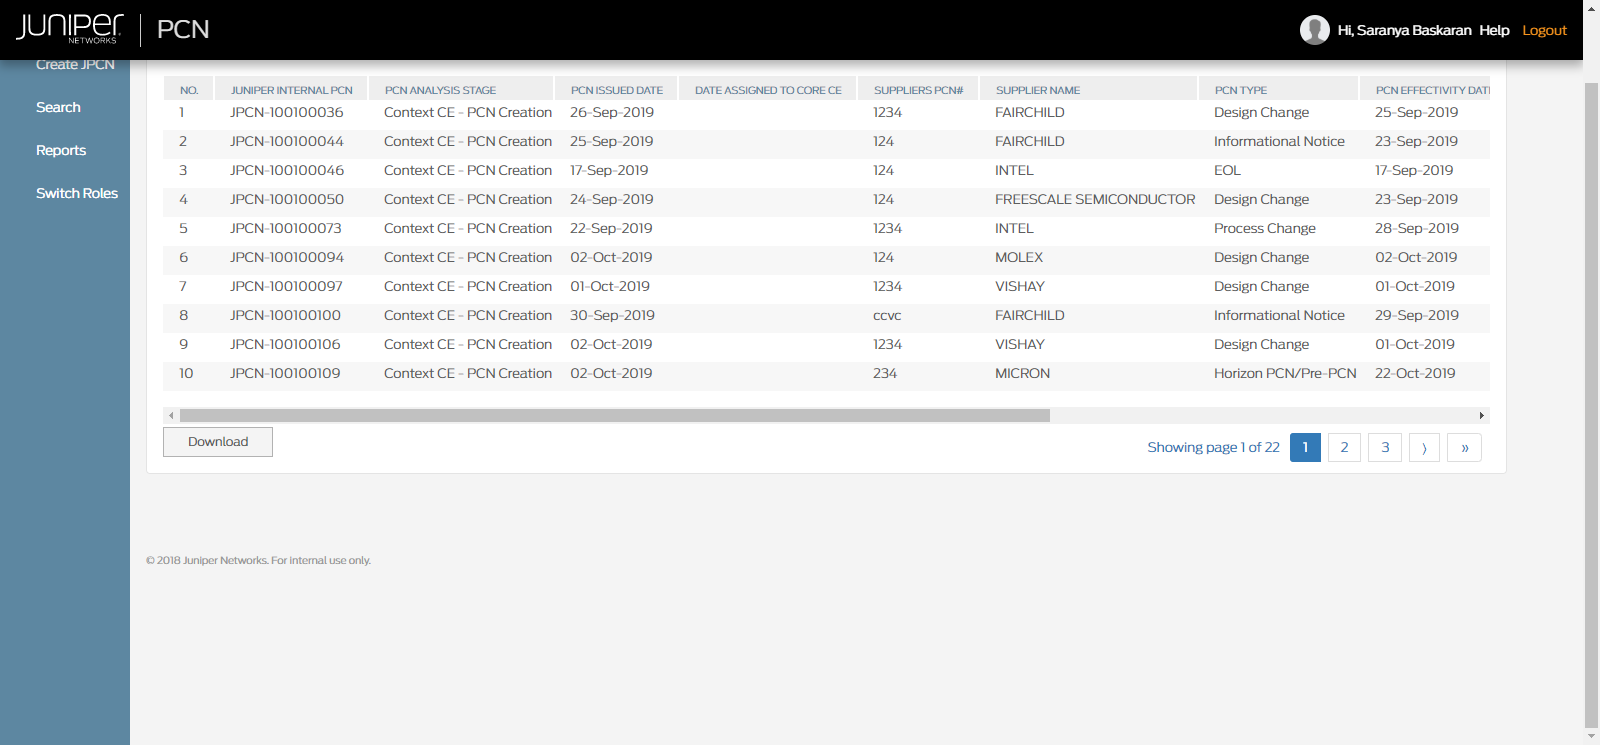 JUNIPER NETWORKS PCN Hi, Saranya Baskaran Help Logout
Create JPCN
Search
Reports
Switch Roles
NO. JUNIPER INTERNAL PCN PCN ANALYSIS STAGE PCN ISSUED DATE DATE ASSIGNED TO CORE CE SUPPLIERS PCN# SUPPLIER NAME PCN TYPE PCN EFFECTIVITY DAT
1 JPCN-100100036 Context CE - PCN Creation 26-Sep-2019 1234 FAIRCHILD Design Change 25-Sep-2019
2 JPCN-100100044 Context CE - PCN Creation 25-Sep-2019 124 FAIRCHILD Informational Notice 23-Sep-2019
3 JPCN-100100046 Context CE - PCN Creation 17-Sep-2019 124 INTEL EOL 17-Sep-2019
4 JPCN-100100050 Context CE - PCN Creation 24-Sep-2019 124 FREESCALE SEMICONDUCTOR Design Change 23-Sep-2019
5 JPCN-100100073 Context CE - PCN Creation 22-Sep-2019 1234 INTEL Process Change 28-Sep-2019
6 JPCN-100100094 Context CE - PCN Creation 02-Oct-2019 124 MOLEX Design Change 02-Oct-2019
7 JPCN-100100097 Context CE - PCN Creation 01-Oct-2019 1234 VISHAY Design Change 01-Oct-2019
8 JPCN-100100100 Context CE - PCN Creation 30-Sep-2019 ccvc FAIRCHILD Informational Notice 29-Sep-2019
9 JPCN-100100106 Context CE - PCN Creation 02-Oct-2019 1234 VISHAY Design Change 01-Oct-2019
10 JPCN-100100109 Context CE - PCN Creation 02-Oct-2019 234 MICRON Horizon PCN/Pre-PCN 22-Oct-2019
Download
Showing page 1 of 22 1 2 3 ⟩ »
© 2018 Juniper Networks. For internal use only.